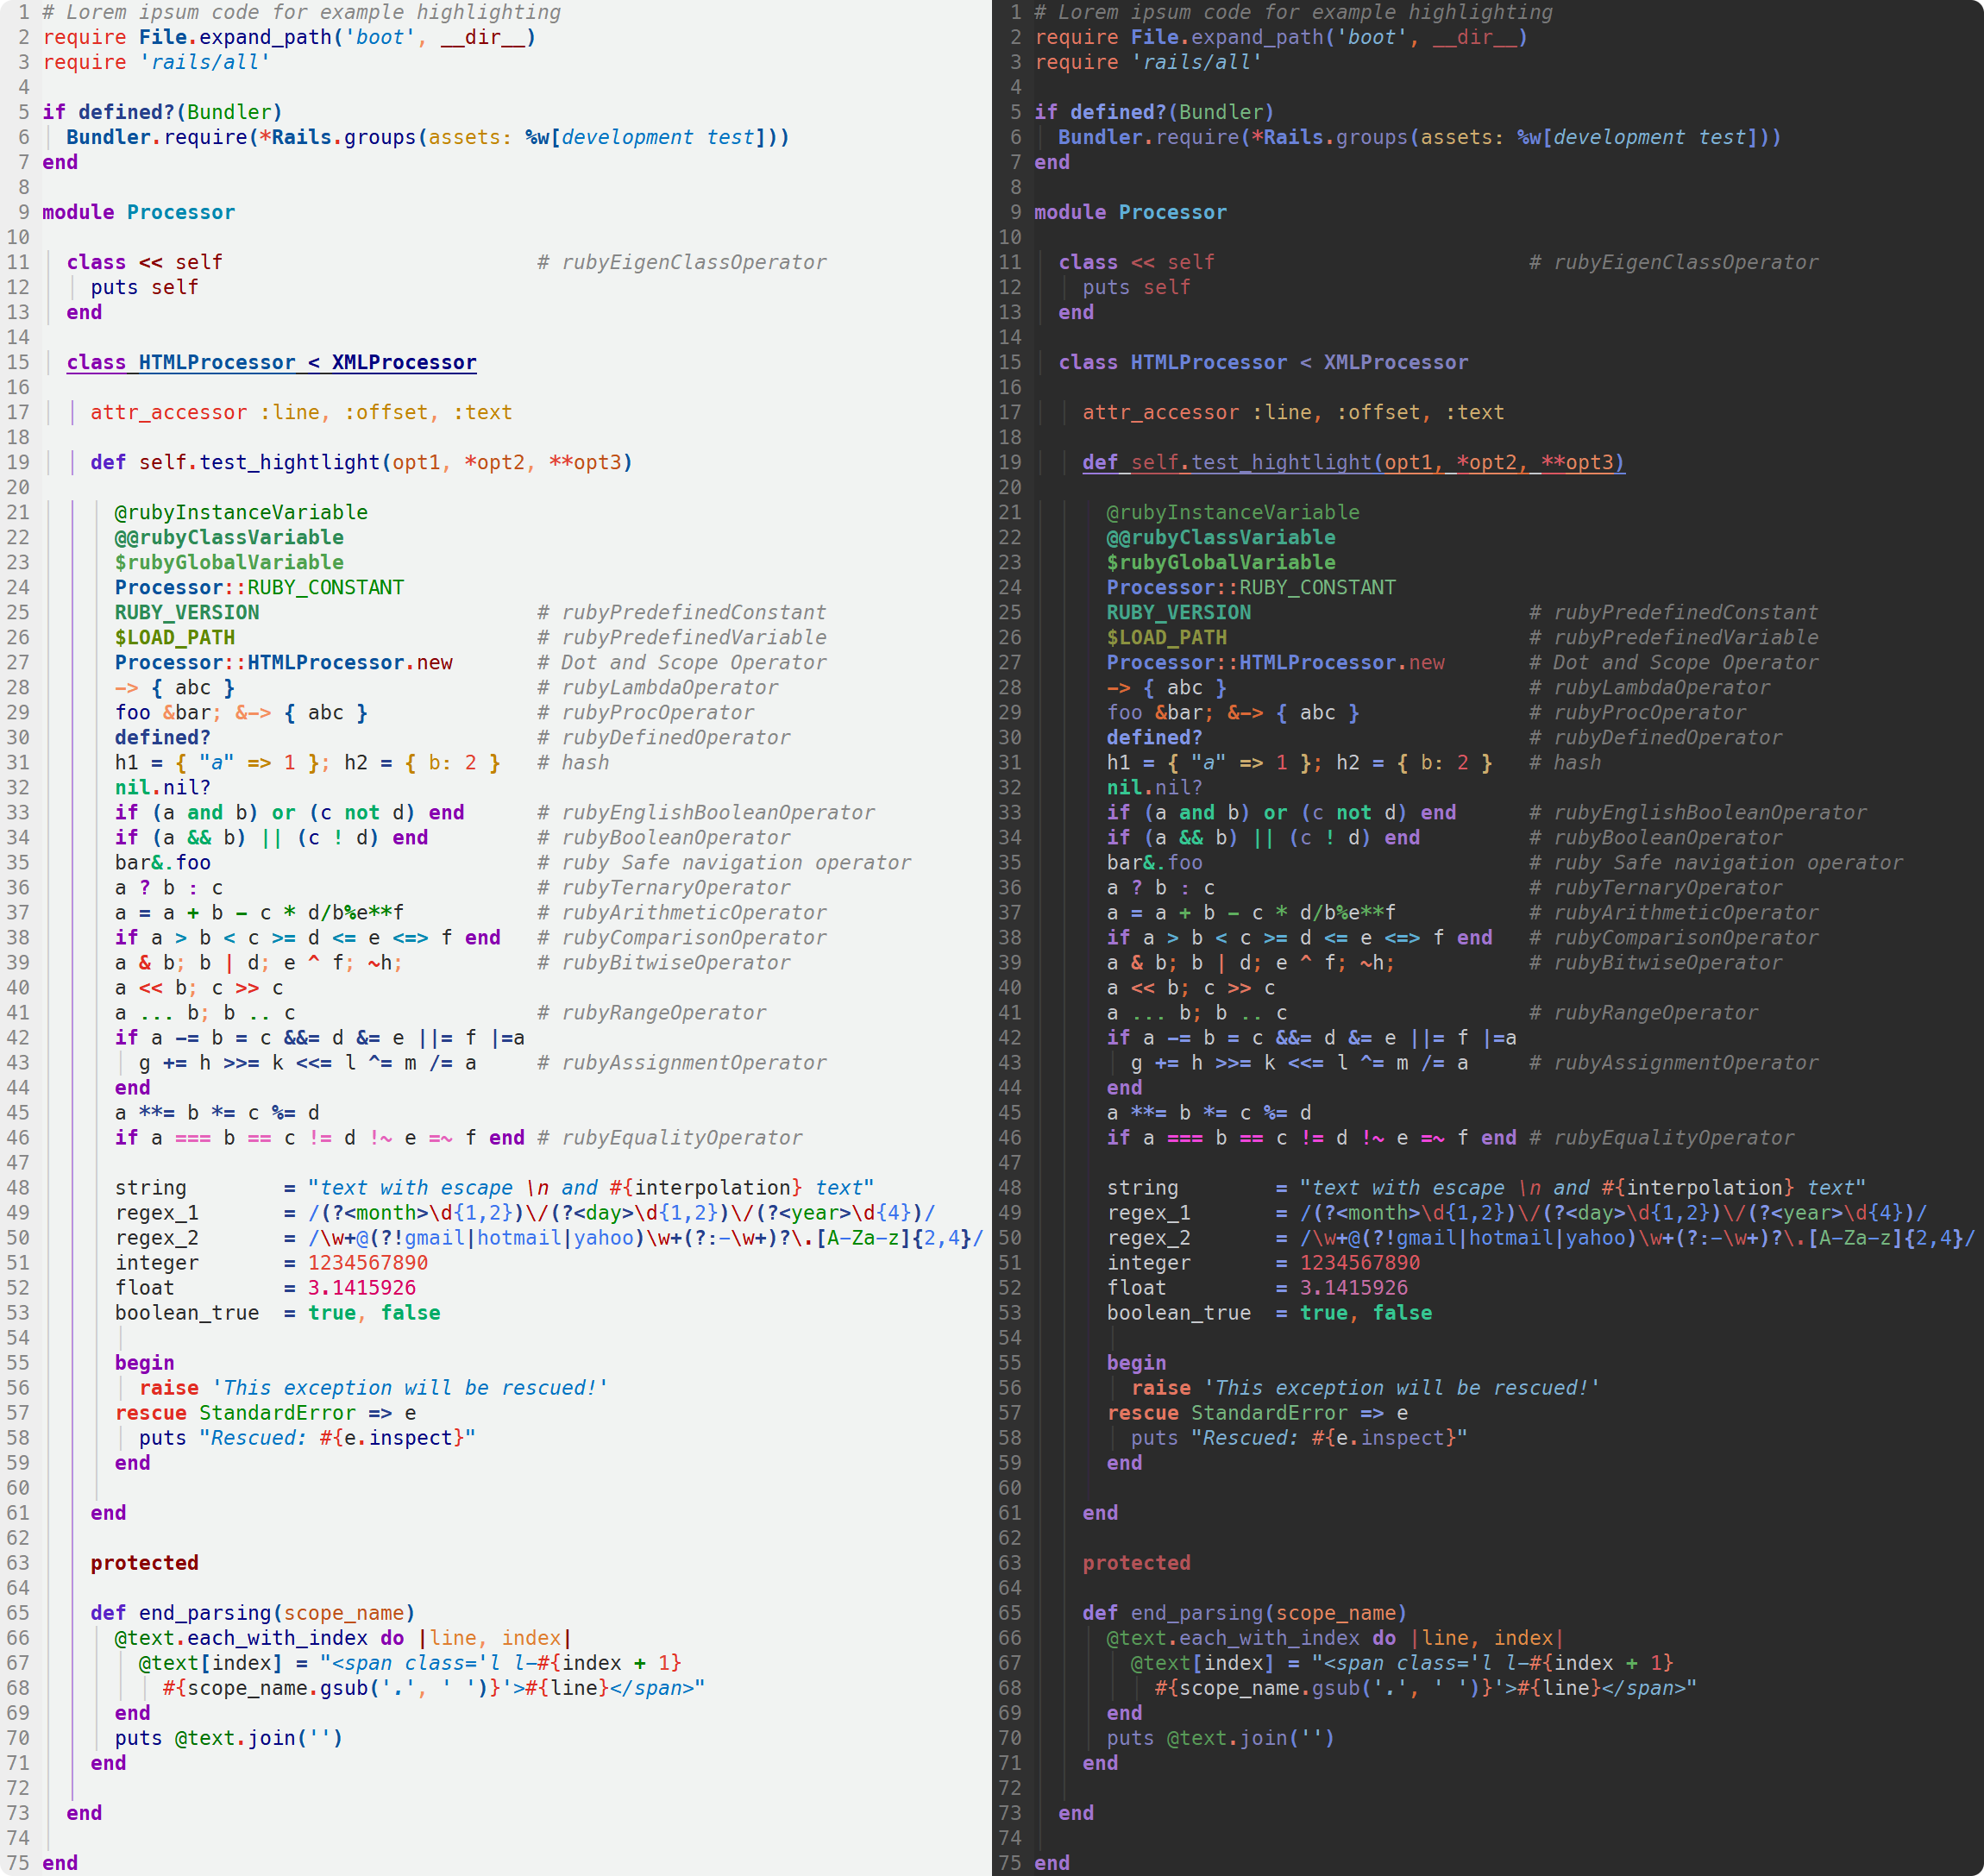 1 # Lorem ipsum code for example highlighting
2 require File.expand_path('boot', __dir__)
3 require 'rails/all'
4
5 if defined?(Bundler)
6   Bundler.require(*Rails.groups(assets: %w[development test]))
7 end
8
9 module Processor
10
11   class << self                          # rubyEigenClassOperator
12     puts self
13   end
14
15   class HTMLProcessor < XMLProcessor
16
17     attr_accessor :line, :offset, :text
18
19     def self.test_hightlight(opt1, *opt2, **opt3)
20
21       @rubyInstanceVariable
22       @@rubyClassVariable
23       $rubyGlobalVariable
24       Processor::RUBY_CONSTANT
25       RUBY_VERSION                       # rubyPredefinedConstant
26       $LOAD_PATH                         # rubyPredefinedVariable
27       Processor::HTMLProcessor.new       # Dot and Scope Operator
28       -> { abc }                         # rubyLambdaOperator
29       foo &bar; &-> { abc }              # rubyProcOperator
30       defined?                           # rubyDefinedOperator
31       h1 = { "a" => 1 }; h2 = { b: 2 }   # hash
32       nil.nil?
33       if (a and b) or (c not d) end      # rubyEnglishBooleanOperator
34       if (a && b) || (c ! d) end         # rubyBooleanOperator
35       bar&.foo                           # ruby Safe navigation operator
36       a ? b : c                          # rubyTernaryOperator
37       a = a + b - c * d/b%e**f           # rubyArithmeticOperator
38       if a > b < c >= d <= e <=> f end   # rubyComparisonOperator
39       a & b; b | d; e ^ f; ~h;           # rubyBitwiseOperator
40       a << b; c >> c
41       a ... b; b .. c                    # rubyRangeOperator
42       if a -= b = c &&= d &= e ||= f |=a
43         g += h >>= k <<= l ^= m /= a     # rubyAssignmentOperator
44       end
45       a **= b *= c %= d
46       if a === b == c != d !~ e =~ f end # rubyEqualityOperator
47
48       string        = "text with escape \n and #{interpolation} text"
49       regex_1       = /(?<month>\d{1,2})\/(?<day>\d{1,2})\/(?<year>\d{4})/
50       regex_2       = /\w+@(?!gmail|hotmail|yahoo)\w+(?:-\w+)?\.[A-Za-z]{2,4}/
51       integer       = 1234567890
52       float         = 3.1415926
53       boolean_true  = true, false
54
55       begin
56         raise 'This exception will be rescued!'
57       rescue StandardError => e
58         puts "Rescued: #{e.inspect}"
59       end
60
61     end
62
63     protected
64
65     def end_parsing(scope_name)
66       @text.each_with_index do |line, index|
67         @text[index] = "<span class='l l-#{index + 1}
68           #{scope_name.gsub('.', ' ')}'>#{line}</span>"
69       end
70       puts @text.join('')
71     end
72
73   end
74
75 end
1 # Lorem ipsum code for example highlighting
2 require File.expand_path('boot', __dir__)
3 require 'rails/all'
4
5 if defined?(Bundler)
6   Bundler.require(*Rails.groups(assets: %w[development test]))
7 end
8
9 module Processor
10
11   class << self                          # rubyEigenClassOperator
12     puts self
13   end
14
15   class HTMLProcessor < XMLProcessor
16
17     attr_accessor :line, :offset, :text
18
19     def self.test_hightlight(opt1, *opt2, **opt3)
20
21       @rubyInstanceVariable
22       @@rubyClassVariable
23       $rubyGlobalVariable
24       Processor::RUBY_CONSTANT
25       RUBY_VERSION                       # rubyPredefinedConstant
26       $LOAD_PATH                         # rubyPredefinedVariable
27       Processor::HTMLProcessor.new       # Dot and Scope Operator
28       -> { abc }                         # rubyLambdaOperator
29       foo &bar; &-> { abc }              # rubyProcOperator
30       defined?                           # rubyDefinedOperator
31       h1 = { "a" => 1 }; h2 = { b: 2 }   # hash
32       nil.nil?
33       if (a and b) or (c not d) end      # rubyEnglishBooleanOperator
34       if (a && b) || (c ! d) end         # rubyBooleanOperator
35       bar&.foo                           # ruby Safe navigation operator
36       a ? b : c                          # rubyTernaryOperator
37       a = a + b - c * d/b%e**f           # rubyArithmeticOperator
38       if a > b < c >= d <= e <=> f end   # rubyComparisonOperator
39       a & b; b | d; e ^ f; ~h;           # rubyBitwiseOperator
40       a << b; c >> c
41       a ... b; b .. c                    # rubyRangeOperator
42       if a -= b = c &&= d &= e ||= f |=a
43         g += h >>= k <<= l ^= m /= a     # rubyAssignmentOperator
44       end
45       a **= b *= c %= d
46       if a === b == c != d !~ e =~ f end # rubyEqualityOperator
47
48       string        = "text with escape \n and #{interpolation} text"
49       regex_1       = /(?<month>\d{1,2})\/(?<day>\d{1,2})\/(?<year>\d{4})/
50       regex_2       = /\w+@(?!gmail|hotmail|yahoo)\w+(?:-\w+)?\.[A-Za-z]{2,4}/
51       integer       = 1234567890
52       float         = 3.1415926
53       boolean_true  = true, false
54
55       begin
56         raise 'This exception will be rescued!'
57       rescue StandardError => e
58         puts "Rescued: #{e.inspect}"
59       end
60
61     end
62
63     protected
64
65     def end_parsing(scope_name)
66       @text.each_with_index do |line, index|
67         @text[index] = "<span class='l l-#{index + 1}
68           #{scope_name.gsub('.', ' ')}'>#{line}</span>"
69       end
70       puts @text.join('')
71     end
72
73   end
74
75 end